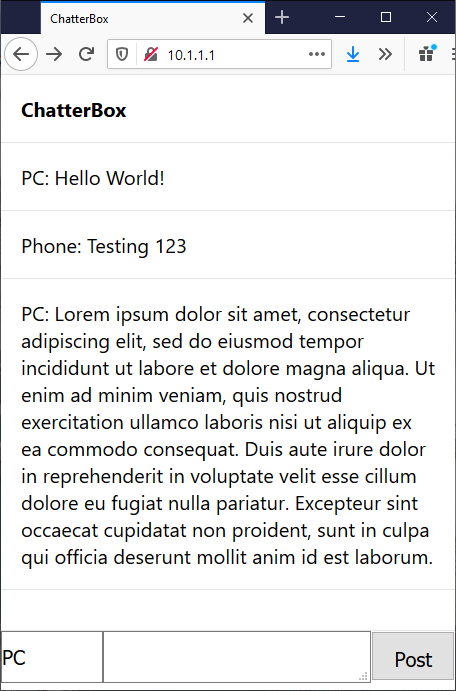 ChatterBox
10.1.1.1
ChatterBox
PC: Hello World!
Phone: Testing 123
PC: Lorem ipsum dolor sit amet, consectetur
adipiscing elit, sed do eiusmod tempor
incididunt ut labore et dolore magna aliqua. Ut
enim ad minim veniam, quis nostrud
exercitation ullamco laboris nisi ut aliquip ex
ea commodo consequat. Duis aute irure dolor
in reprehenderit in voluptate velit esse cillum
dolore eu fugiat nulla pariatur. Excepteur sint
occaecat cupidatat non proident, sunt in culpa
qui officia deserunt mollit anim id est laborum.
PC Post